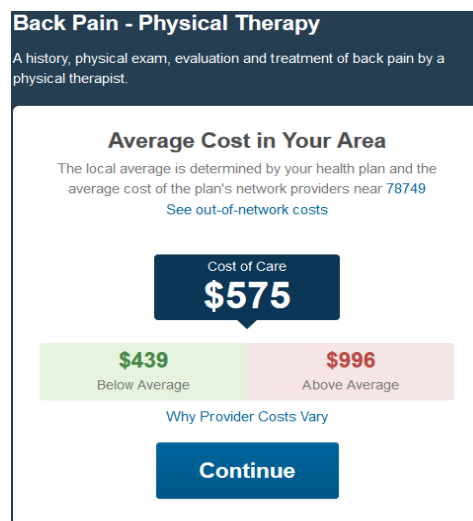 Back Pain - Physical Therapy
A history, physical exam, evaluation and treatment of back pain by a
physical therapist.
Average Cost in Your Area
The local average is determined by your health plan and the
average cost of the plan's network providers near 78749
See out-of-network costs
Cost of Care
$575
$439 $996
Below Average Above Average
Why Provider Costs Vary
Continue